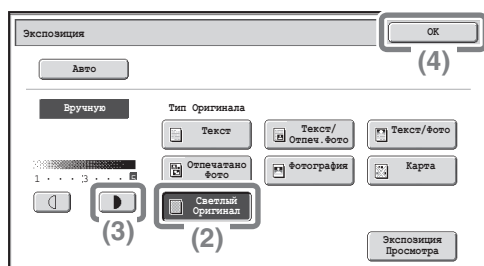 Экспозиция
OK
(4)
Авто
Вручную
Тип Оригинала
Текст
Текст/
Отпеч.Фото
Текст/Фото
Отпечатано
Фото
Фотография
Карта
1 · · · 3 · · · 5
Светлый
Оригинал
(3)
(2)
Экспозиция
Просмотра